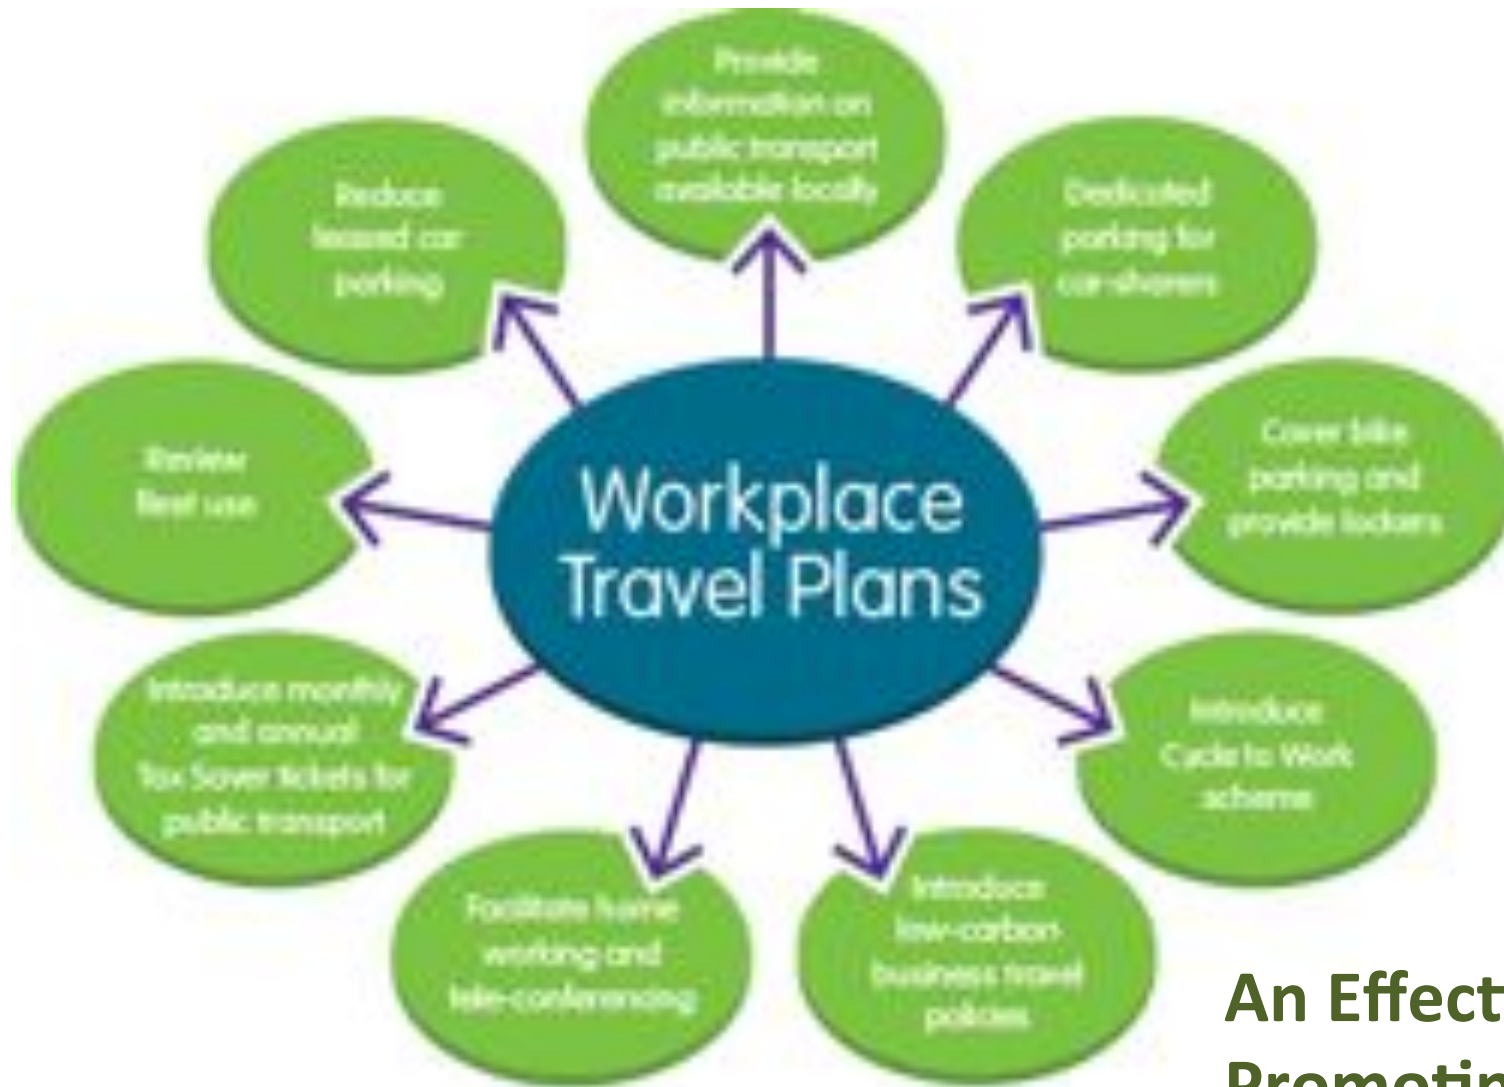 Provide
information on
public transport
available locally
Reduce
leased car
parking
Dedicated
parking for
car-sharers
Review
fleet use
Workplace
Travel Plans
Cover bike
parking and
provide lockers
Introduce monthly
and annual
Tax Saver tickets for
public transport
Introduce
Cycle to Work
scheme
Facilitate home
working and
tele-conferencing
Introduce
low-carbon
business travel
policies
An Effect
Promotin